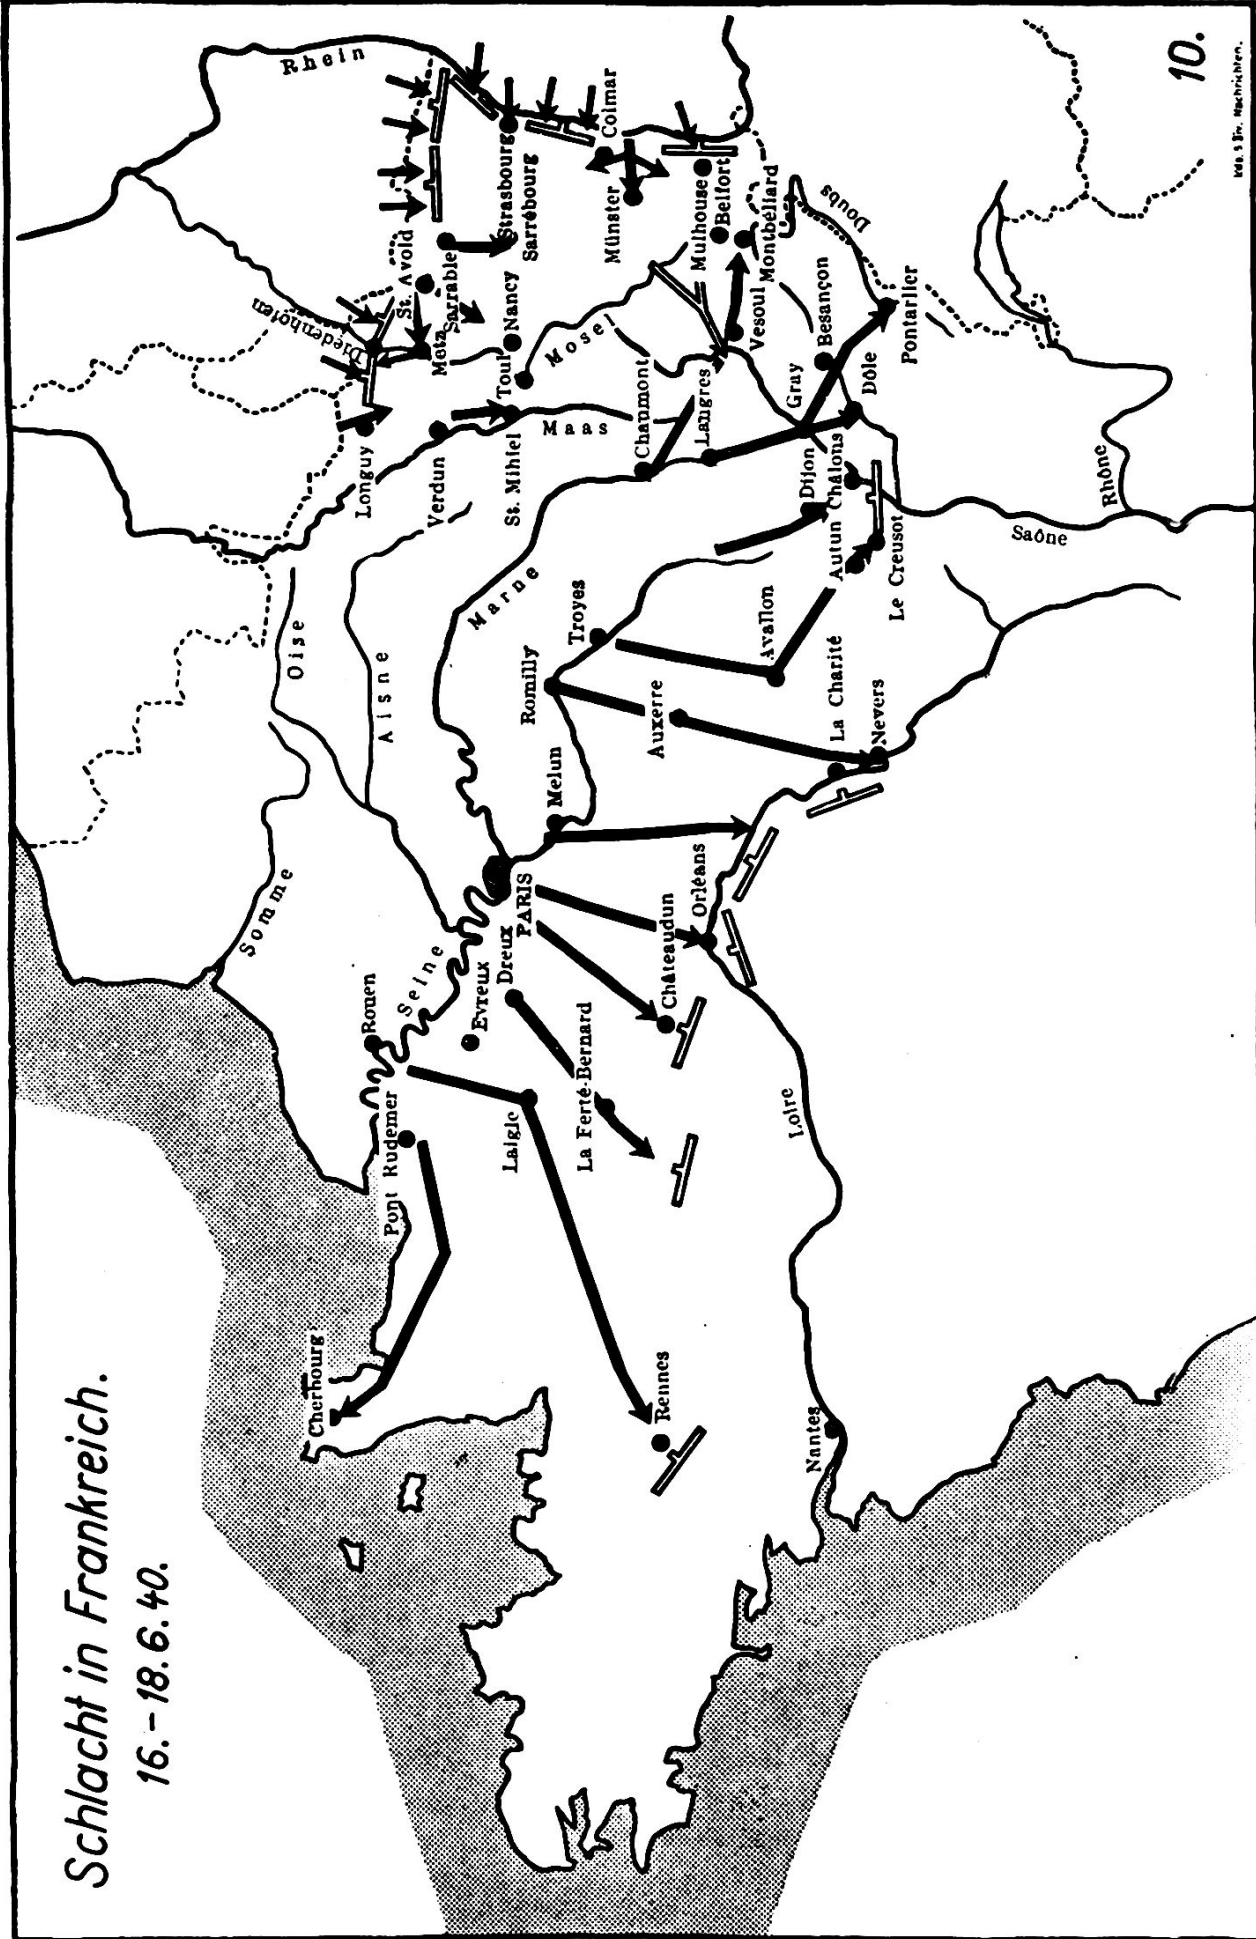 Schlacht in Frankreich.
16.-18.6.40.
Cherbourg
Pont Rudemer
Rouen
Somme
Seine
Evreux
Dreux
PARIS
Laigle
La Ferté-Bernard
Châteaudun
Orléans
Rennes
Nantes
Loire
Oise
Aisne
Marne
Melun
Romilly
Troyes
Auxerre
Avallon
La Charité
Nevers
Autun
Le Creusot
Châlons
Dijon
Saône
Rhône
Longuy
Verdun
St. Mihiel
Maas
Toul
Nancy
Mosel
Metz
Diedenhofen
St. Avold
Sarrable
Sarrébourg
Strasbourg
Rhein
Colmar
Münster
Mulhouse
Belfort
Montbéliard
Vesoul
Chaumont
Langres
Gray
Besançon
Dôle
Pontarlier
Doubs
10.